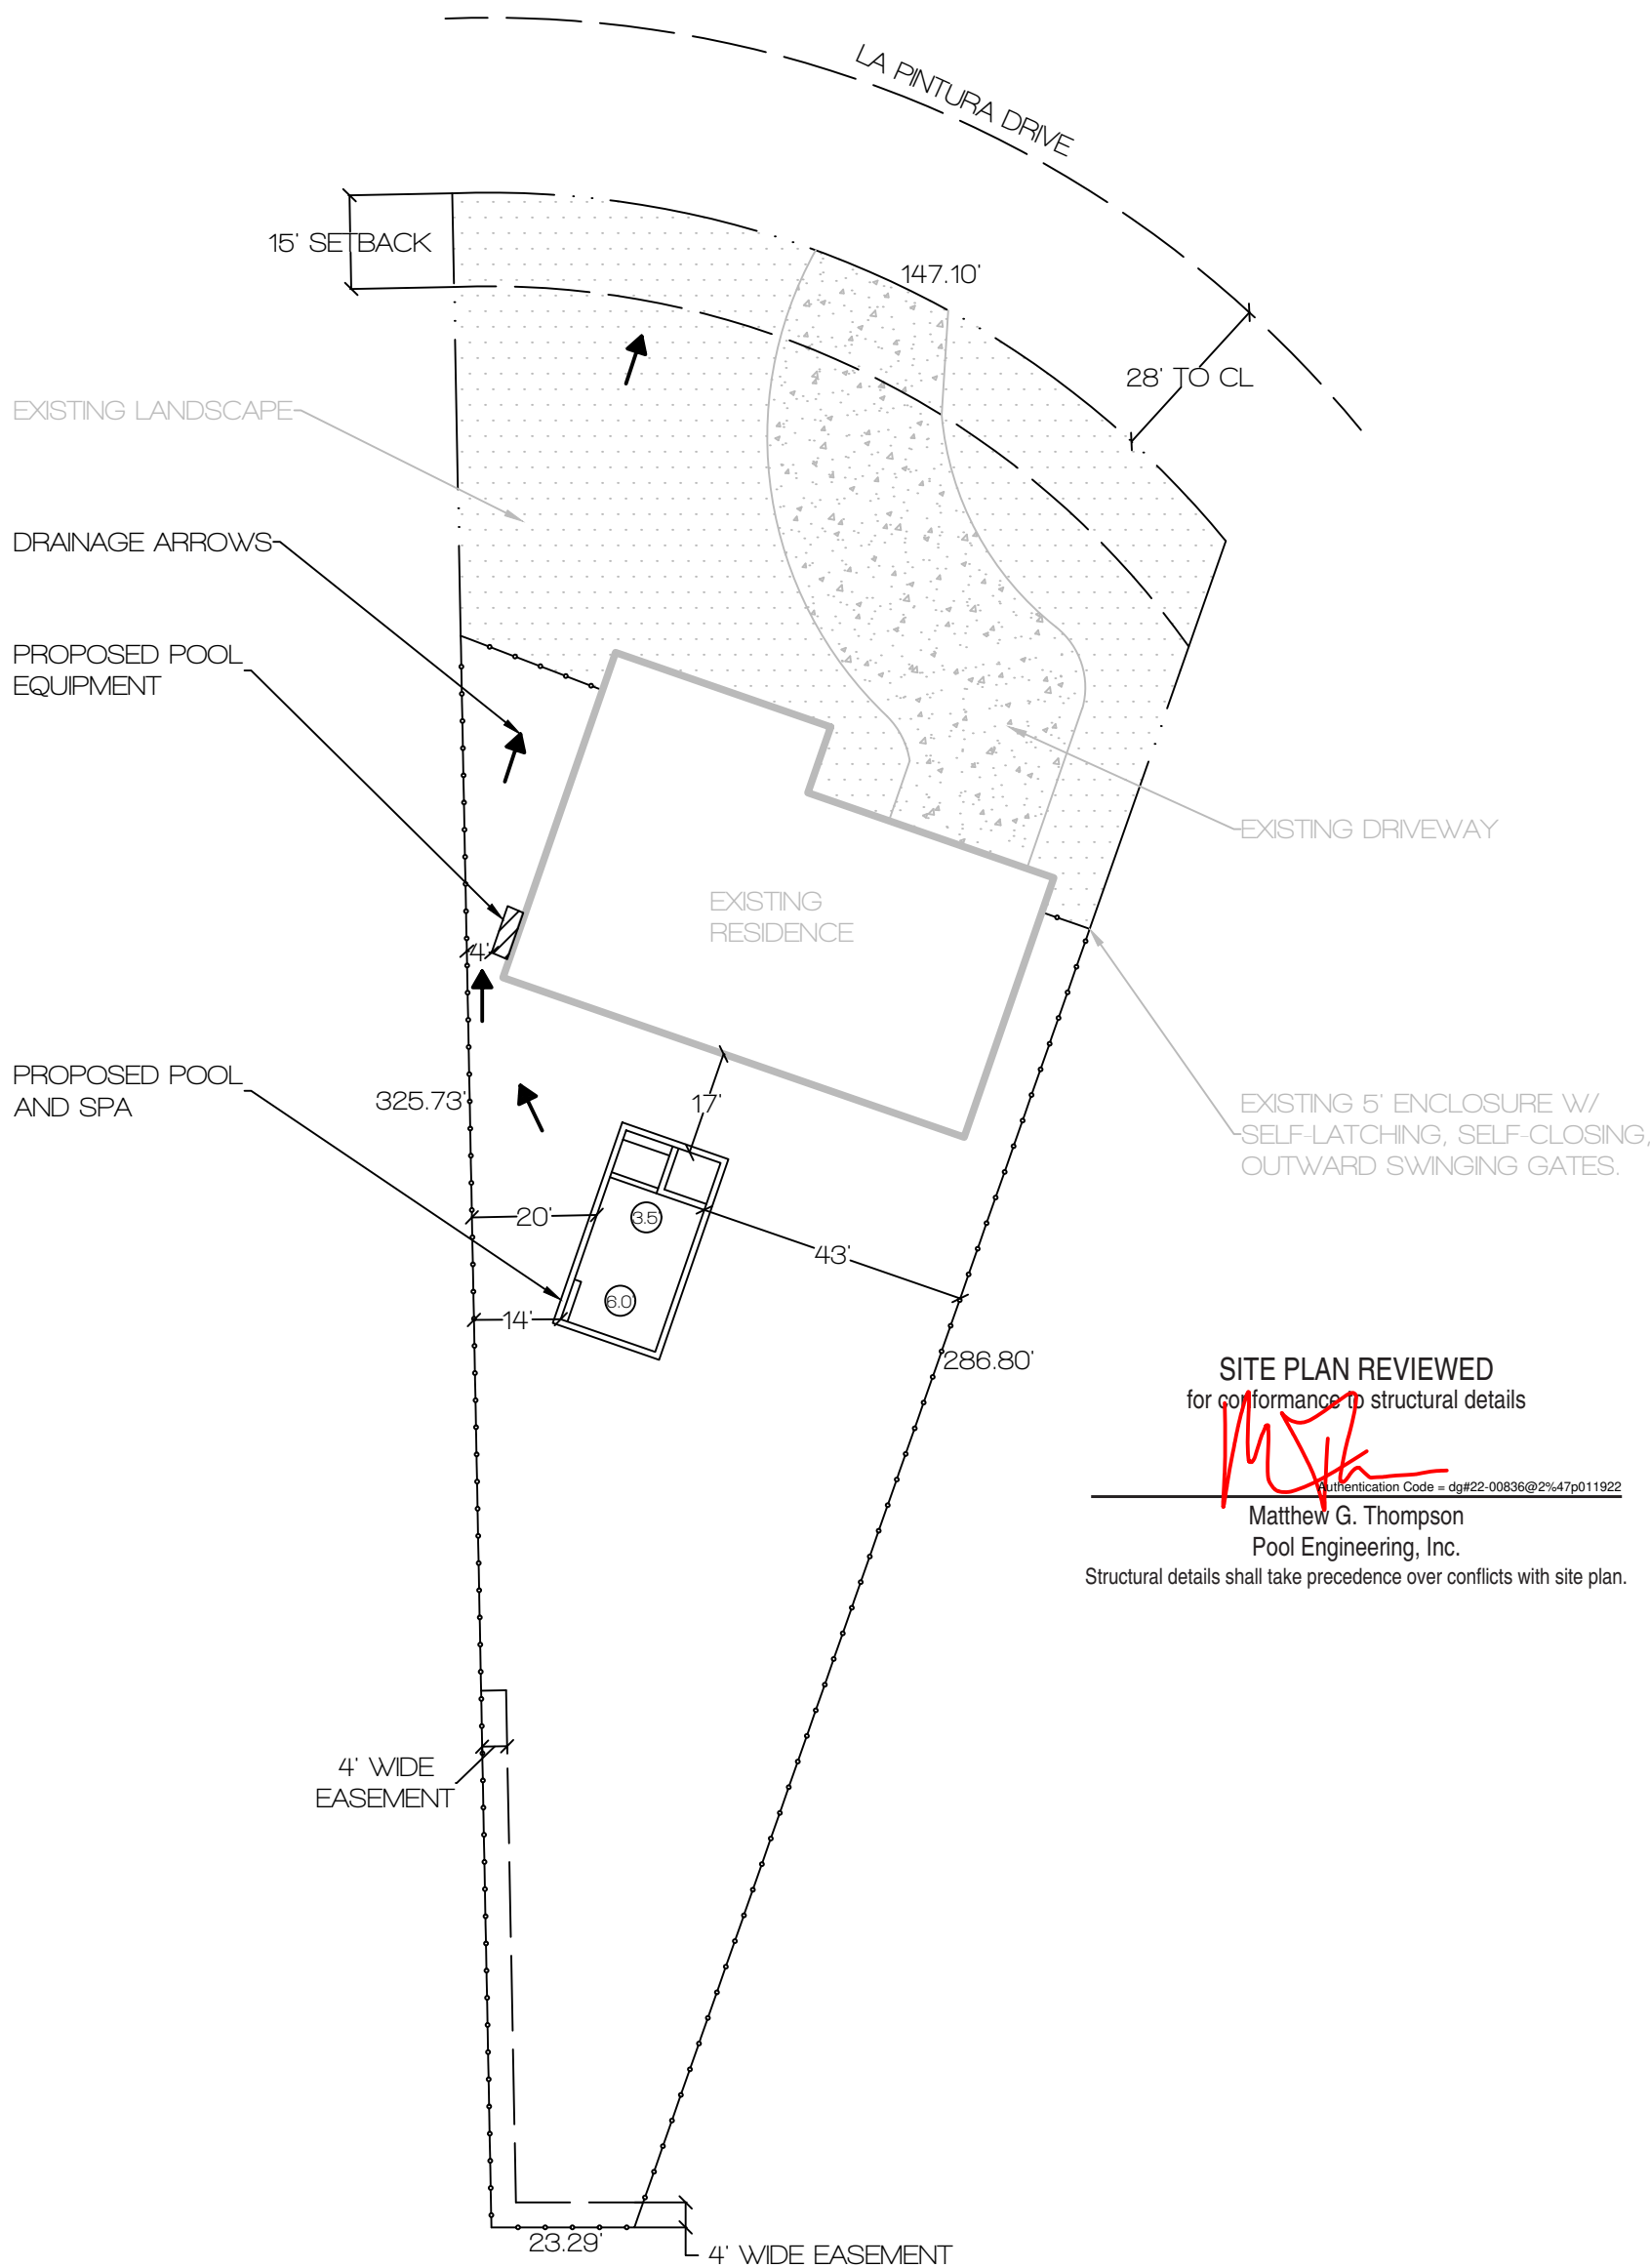 LA PINTURA DRIVE
15' SETBACK
147.10'
28' TO CL
EXISTING LANDSCAPE
DRAINAGE ARROWS
PROPOSED POOL
EQUIPMENT
EXISTING DRIVEWAY
EXISTING
RESIDENCE
4'
PROPOSED POOL
AND SPA
325.73'
17'
EXISTING 5' ENCLOSURE W/
SELF-LATCHING, SELF-CLOSING,
OUTWARD SWINGING GATES.
20'
3.5'
43'
6.0'
14'
286.80'
SITE PLAN REVIEWED
for conformance to structural details
Authentication Code = dg#22-00836@2%47p011922
Matthew G. Thompson
Pool Engineering, Inc.
Structural details shall take precedence over conflicts with site plan.
4' WIDE
EASEMENT
23.29'
4' WIDE EASEMENT